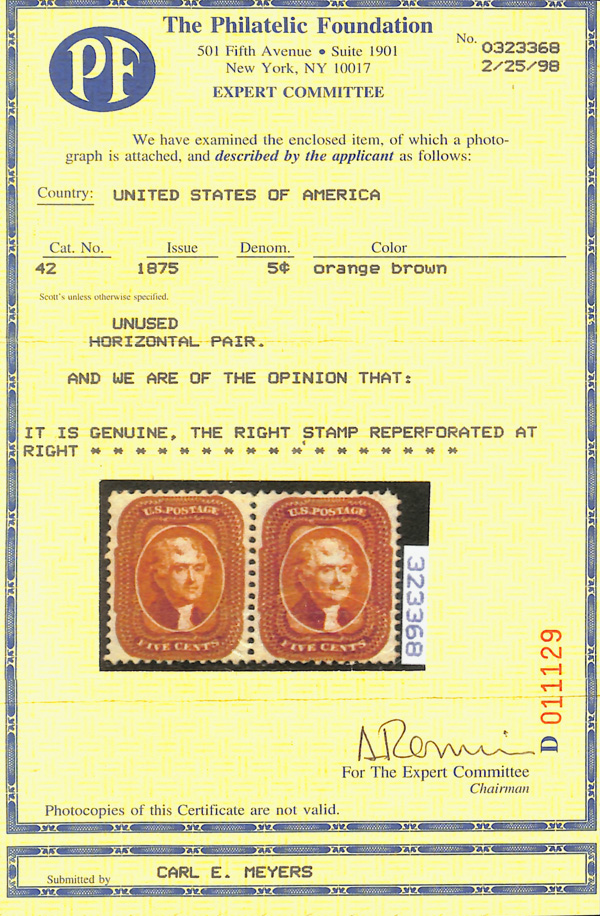 The Philatelic Foundation
PF
501 Fifth Avenue • Suite 1901
New York, NY 10017
EXPERT COMMITTEE
No. 0323368
2/25/98
We have examined the enclosed item, of which a photo-
graph is attached, and described by the applicant as follows:
Country: UNITED STATES OF AMERICA
Cat. No. Issue Denom. Color
42 1875 5¢ orange brown
Scott's unless otherwise specified.
UNUSED
HORIZONTAL PAIR.
AND WE ARE OF THE OPINION THAT:
IT IS GENUINE, THE RIGHT STAMP REPERFORATED AT
RIGHT * * * * * * * * * * * * * * * * * *
U.S. POSTAGE U.S. POSTAGE
FIVE CENTS FIVE CENTS
323368
D 011129
For The Expert Committee
Chairman
Photocopies of this Certificate are not valid.
Submitted by CARL E. MEYERS